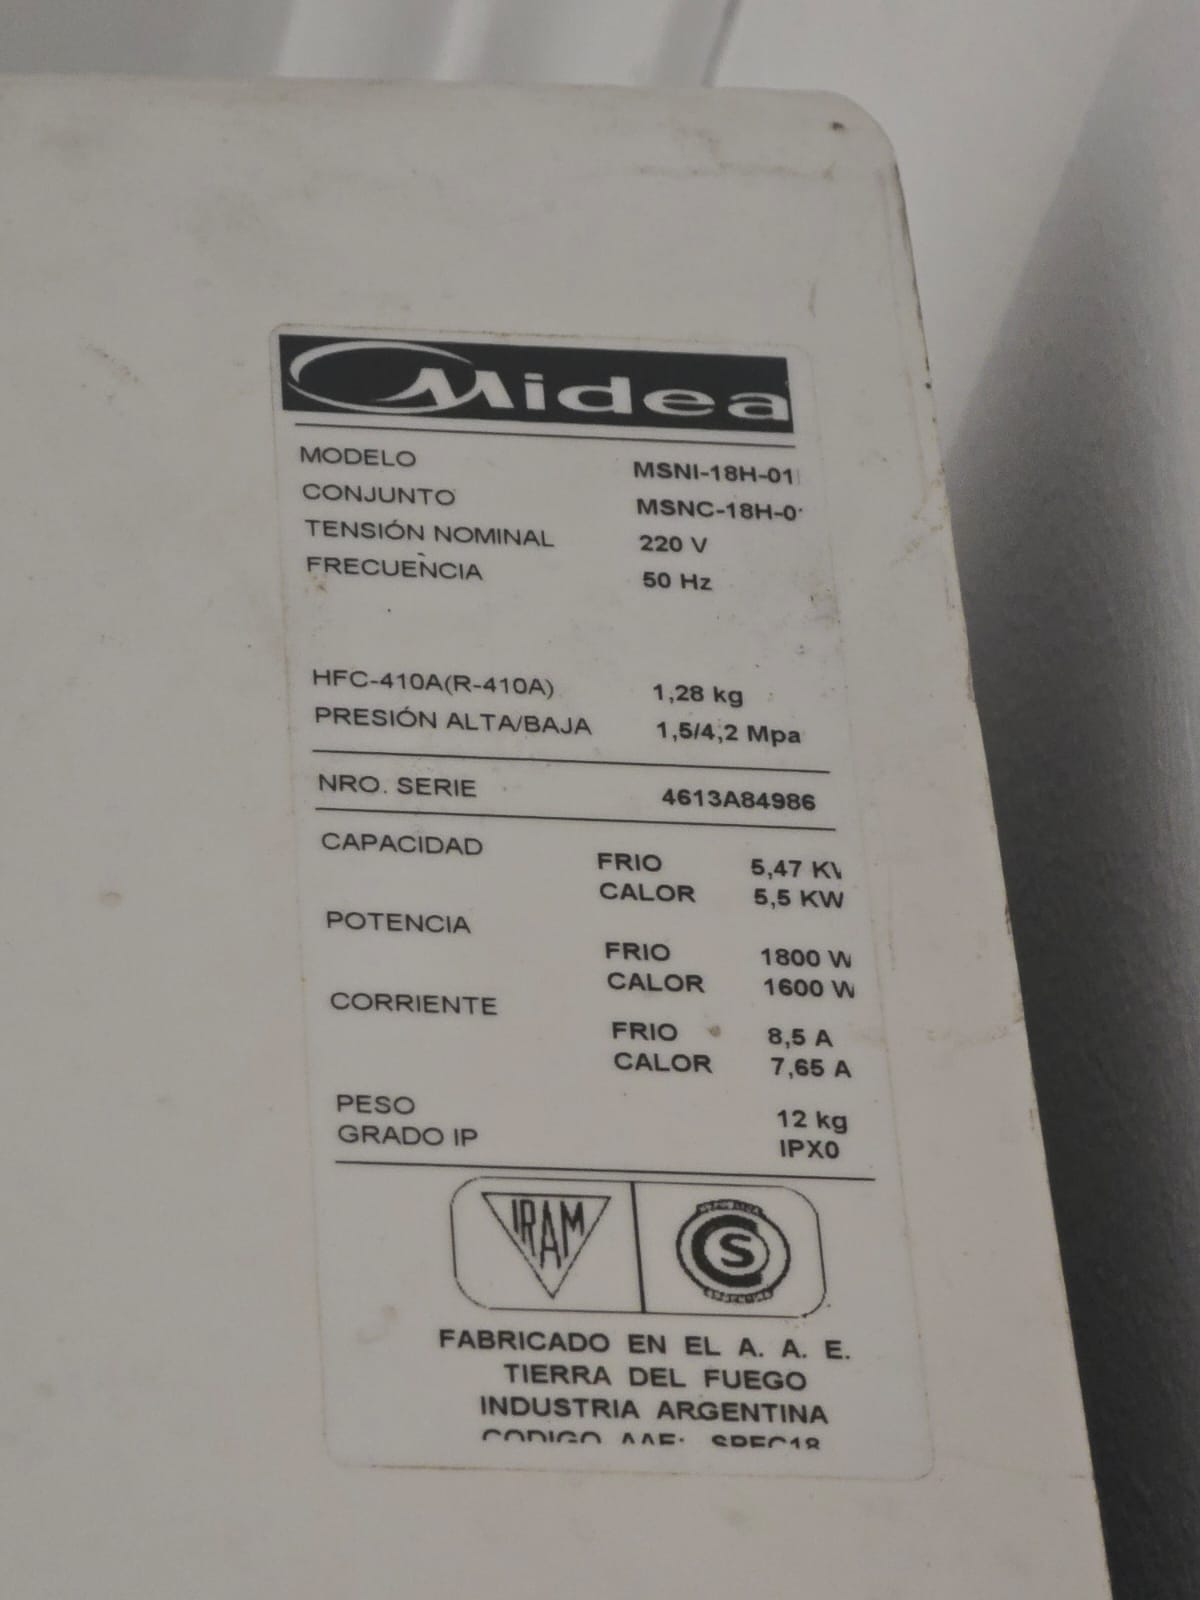 Midea
MODELO MSNI-18H-01
CONJUNTO MSNC-18H-0
TENSIÓN NOMINAL 220 V
FRECUENCIA 50 Hz
HFC-410A(R-410A) 1,28 kg
PRESIÓN ALTA/BAJA 1,5/4,2 Mpa
NRO. SERIE 4613A84986
CAPACIDAD
FRIO 5,47 K
CALOR 5,5 KW
POTENCIA
FRIO 1800 W
CALOR 1600 W
CORRIENTE
FRIO 8,5 A
CALOR 7,65 A
PESO 12 kg
GRADO IP IPX0
IRAM
S
FABRICADO EN EL A. A. E.
TIERRA DEL FUEGO
INDUSTRIA ARGENTINA
CODIGO AAE: SPEC18